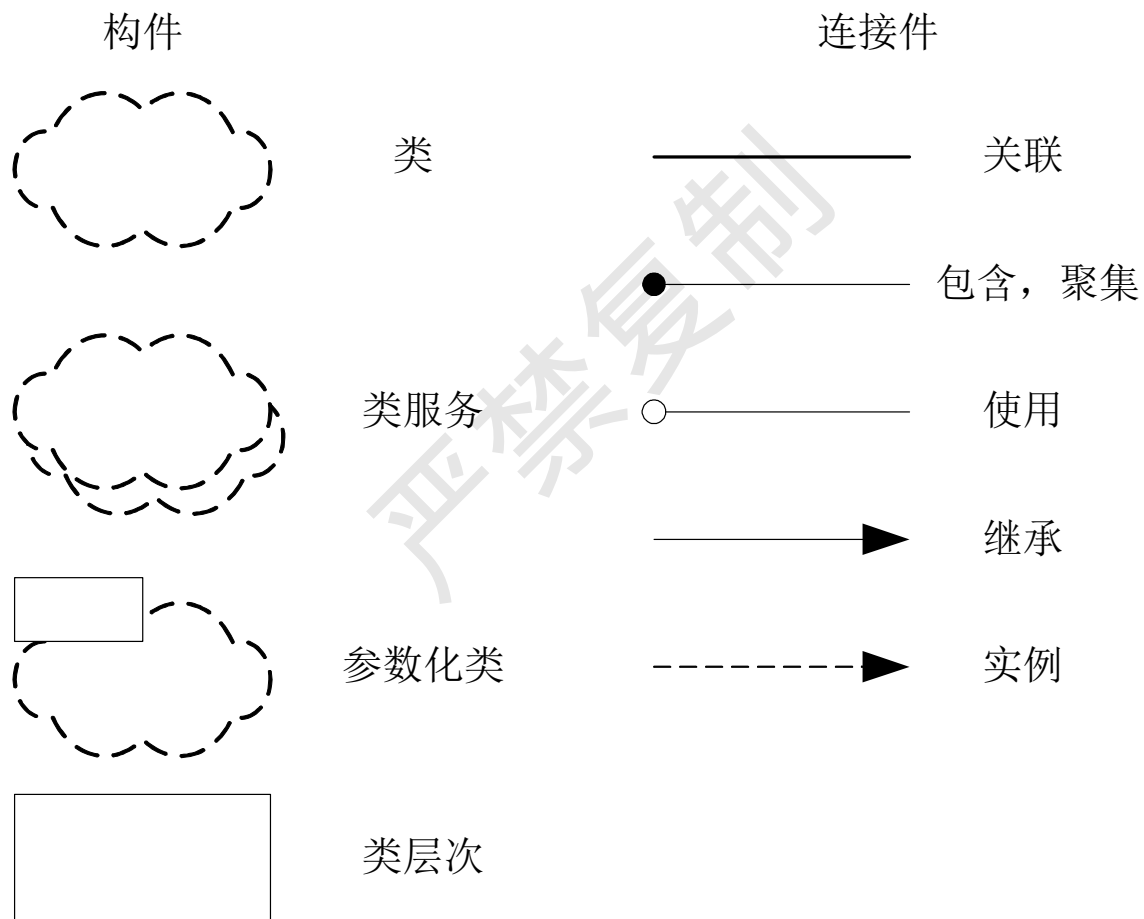 构件 连接件
类 关联
包含，聚集
类服务 使用
继承
参数化类 实例
类层次
严禁复制